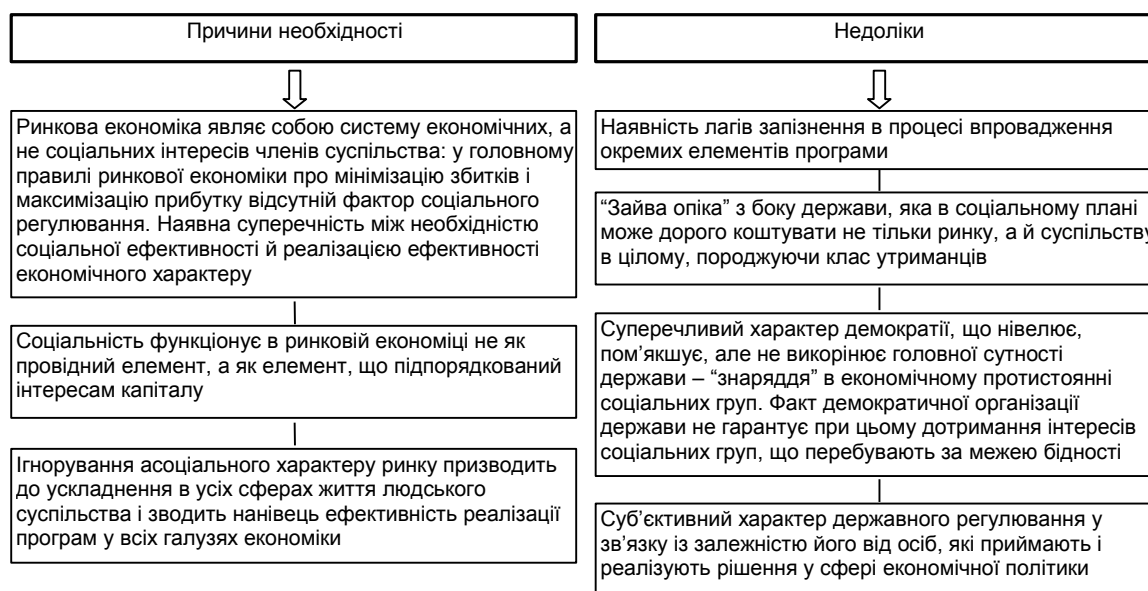 Причини необхідності
Ринкова економіка являє собою систему економічних, а
не соціальних інтересів членів суспільства: у головному
правилі ринкової економіки про мінімізацію збитків і
максимізацію прибутку відсутній фактор соціального
регулювання. Наявна суперечність між необхідністю
соціальної ефективності й реалізацією ефективності
економічного характеру
Соціальність функціонує в ринковій економіці не як
провідний елемент, а як елемент, що підпорядкований
інтересам капіталу
Ігнорування асоціального характеру ринку призводить
до ускладнення в усіх сферах життя людського
суспільства і зводить нанівець ефективність реалізації
програм у всіх галузях економіки
Недоліки
Наявність лагів запізнення в процесі впровадження
окремих елементів програми
“Зайва опіка” з боку держави, яка в соціальному плані
може дорого коштувати не тільки ринку, а й суспільству
в цілому, породжуючи клас утриманців
Суперечливий характер демократії, що нівелює,
пом’якшує, але не викорінює головної сутності
держави – “знаряддя” в економічному протистоянні
соціальних груп. Факт демократичної організації
держави не гарантує при цьому дотримання інтересів
соціальних груп, що перебувають за межею бідності
Суб’єктивний характер державного регулювання у
зв’язку із залежністю його від осіб, які приймають і
реалізують рішення у сфері економічної політики